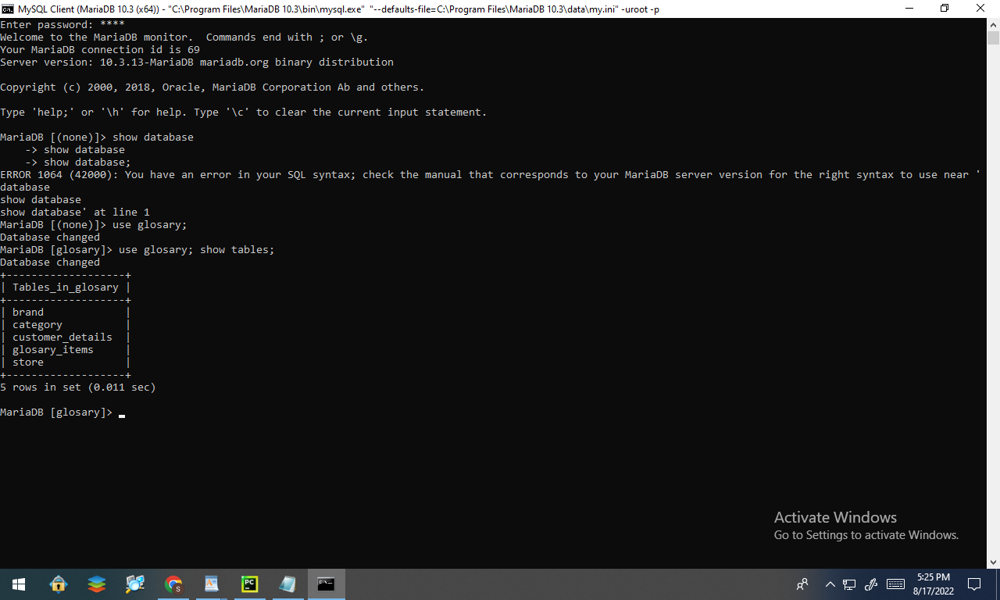 MySQL Client (MariaDB 10.3 (x64)) - "C:\Program Files\MariaDB 10.3\bin\mysql.exe" "--defaults-file=C:\Program Files\MariaDB 10.3\data\my.ini" -uroot -p
Enter password: ****
Welcome to the MariaDB monitor.  Commands end with ; or \g.
Your MariaDB connection id is 69
Server version: 10.3.13-MariaDB mariadb.org binary distribution
Copyright (c) 2000, 2018, Oracle, MariaDB Corporation Ab and others.
Type 'help;' or '\h' for help. Type '\c' to clear the current input statement.
MariaDB [(none)]> show database
    -> show database
    -> show database;
ERROR 1064 (42000): You have an error in your SQL syntax; check the manual that corresponds to your MariaDB server version for the right syntax to use near '
database
show database
show database' at line 1
MariaDB [(none)]> use glosary;
Database changed
MariaDB [glosary]> use glosary; show tables;
Database changed
+-------------------+
| Tables_in_glosary |
+-------------------+
| brand             |
| category          |
| customer_details  |
| glosary_items     |
| store             |
+-------------------+
5 rows in set (0.011 sec)
MariaDB [glosary]>
Activate Windows
Go to Settings to activate Windows.
S
PC
5:25 PM
8/17/2022